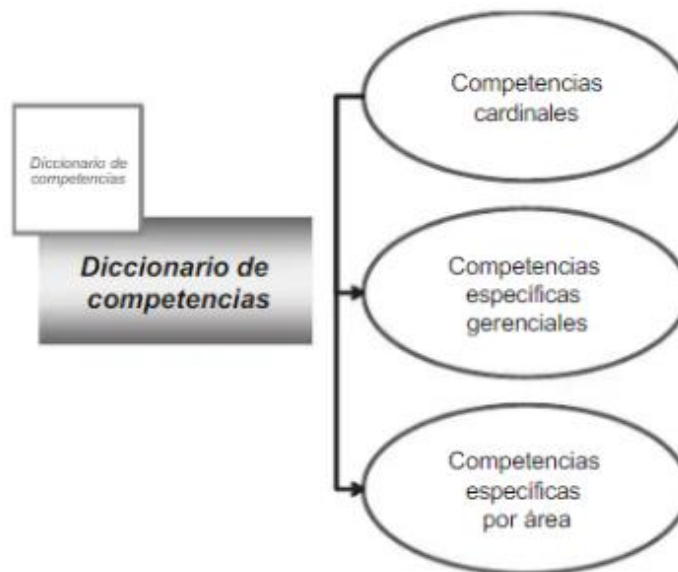 Diccionario de
competencias
Diccionario de
competencias
Competencias
cardinales
Competencias
específicas
gerenciales
Competencias
específicas
por área